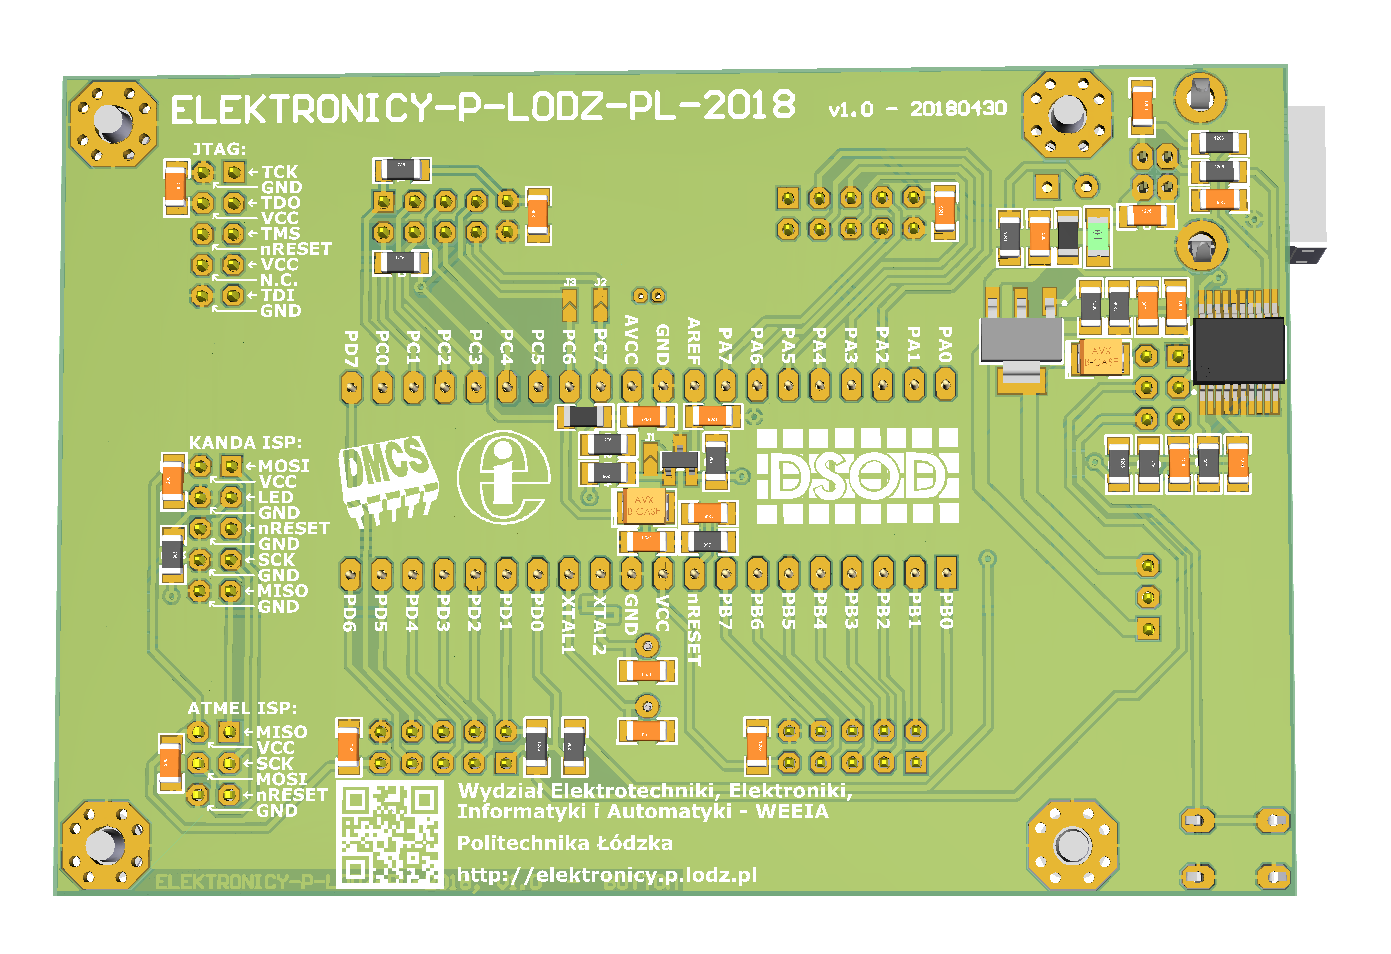 ELEKTRONICY-P-LODZ-PL-2018
v1.0 - 20180430
JTAG:
TCK
GND
TDO
VCC
TMS
nRESET
VCC
N.C.
TDI
GND
J3
J2
PD7
PC0
PC1
PC2
PC3
PC4
PC5
PC6
PC7
AVCC
GND
AREF
PA7
PA6
PA5
PA4
PA3
PA2
PA1
PA0
AVX
B-CASE
KANDA ISP:
MOSI
VCC
LED
GND
nRESET
GND
SCK
GND
MISO
GND
DMCS
e
i
J1
AVX
B-CASE
DSOD
PD6
PD5
PD4
PB3
PD2
PD1
PD0
XTAL1
XTAL2
GND
VCC
nRESET
PB7
PB6
PB5
PB4
PB3
PB2
PB1
PB0
ATMEL ISP:
MISO
VCC
SCK
MOSI
nRESET
GND
Wydział Elektrotechniki, Elektroniki,
Informatyki i Automatyki - WEEIA
Politechnika Łódzka
http://elektronicy.p.lodz.pl